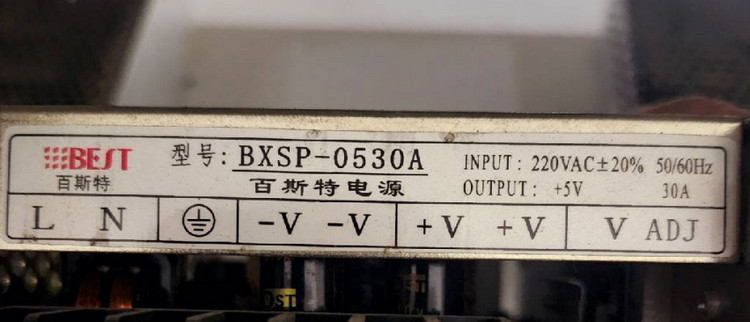 BEST
百斯特
型号: BXSP-0530A
百斯特电源
INPUT: 220VAC±20% 50/60Hz
OUTPUT: +5V 30A
L N -V -V +V +V V ADJ
DST